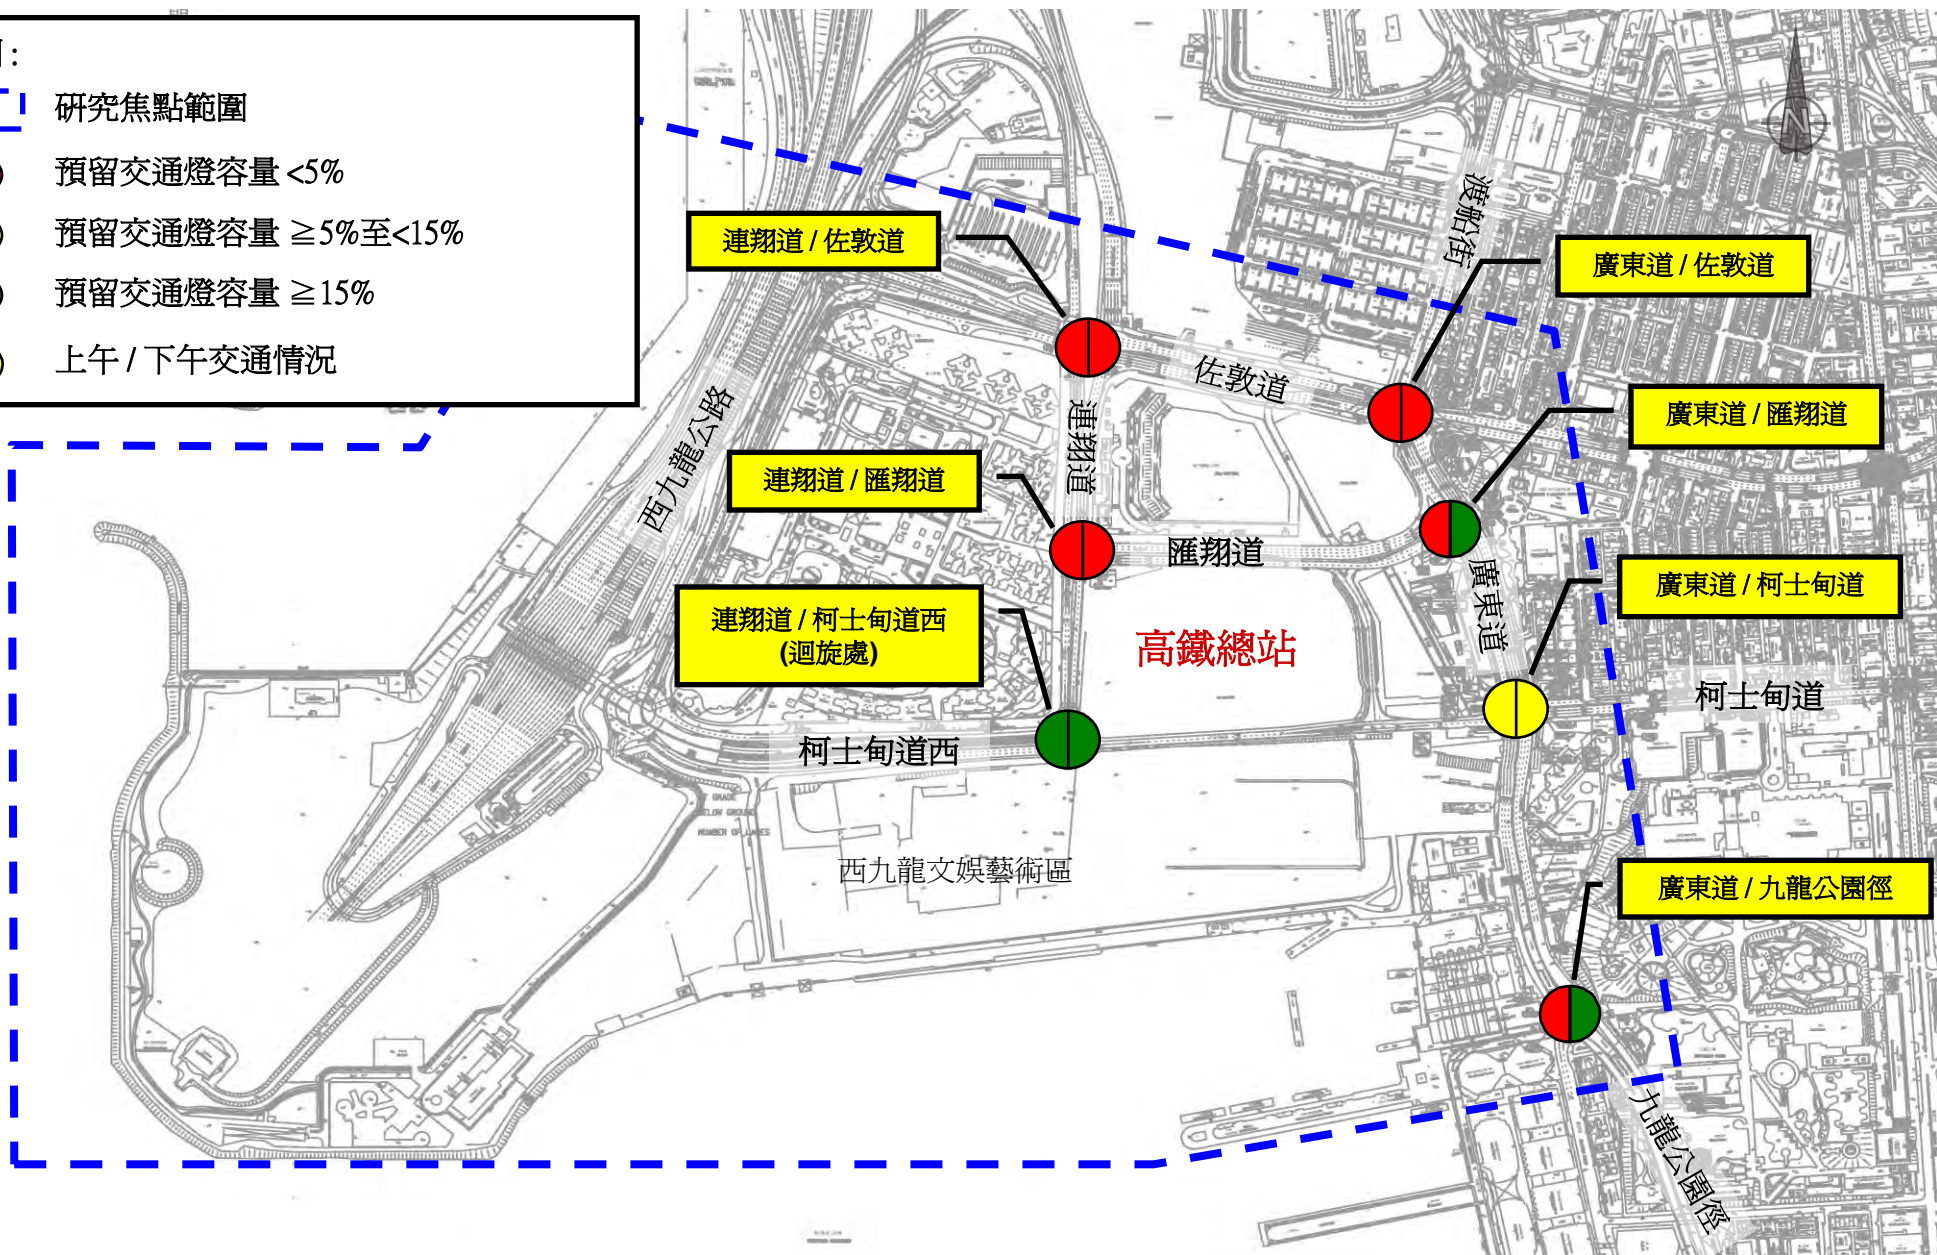 :
研究焦點範圍
預留交通燈容量 <5%
預留交通燈容量 ≧5%至<15%
預留交通燈容量 ≧15%
上午 / 下午交通情況
連翔道 / 佐敦道
廣東道 / 佐敦道
渡船街
佐敦道
廣東道 / 匯翔道
西九龍公路
連翔道
連翔道 / 匯翔道
匯翔道
廣東道
廣東道 / 柯士甸道
連翔道 / 柯士甸道西
(迴旋處)
高鐵總站
柯士甸道
柯士甸道西
NUMBER OF LANES
西九龍文娛藝術區
廣東道 / 九龍公園徑
九龍公園徑
N